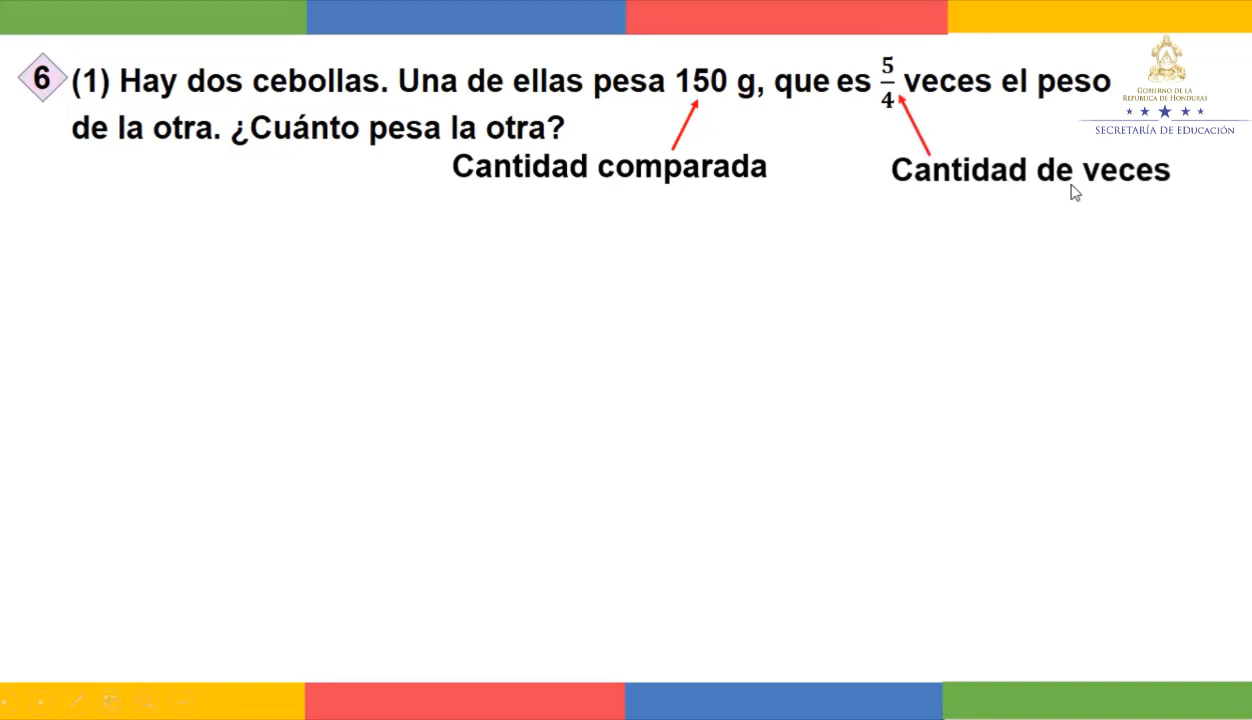 6 (1) Hay dos cebollas. Una de ellas pesa 150 g, que es 5/4 veces el peso
de la otra. ¿Cuánto pesa la otra?
Cantidad comparada
Cantidad de veces
GOBIERNO DE LA
REPÚBLICA DE HONDURAS
SECRETARÍA DE EDUCACIÓN